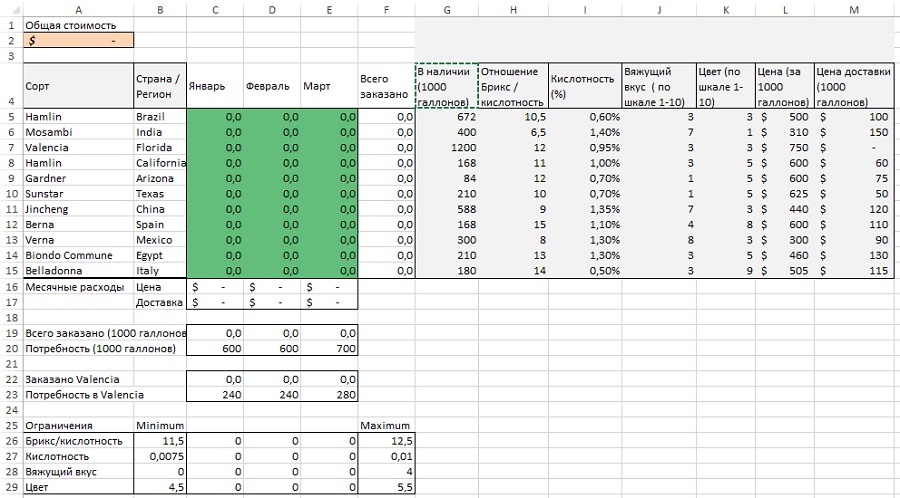 A B C D E F G H I J K L M
1 Общая стоимость
2 $ -
3
4 Сорт Страна / Регион Январь Февраль Март Всего заказано В наличии (1000 галлонов) Отношение Брикс / кислотность Кислотность (%) Вяжущий вкус ( по шкале 1-10) Цвет (по шкале 1-10) Цена (за 1000 галлонов) Цена доставки (1000 галлонов)
5 Hamlin Brazil 0,0 0,0 0,0 0,0 672 10,5 0,60% 3 3 $ 500 $ 100
6 Mosambi India 0,0 0,0 0,0 0,0 400 6,5 1,40% 7 1 $ 310 $ 150
7 Valencia Florida 0,0 0,0 0,0 0,0 1200 12 0,95% 3 3 $ 750 $ -
8 Hamlin California 0,0 0,0 0,0 0,0 168 11 1,00% 3 5 $ 600 $ 60
9 Gardner Arizona 0,0 0,0 0,0 0,0 84 12 0,70% 1 5 $ 600 $ 75
10 Sunstar Texas 0,0 0,0 0,0 0,0 210 10 0,70% 1 5 $ 625 $ 50
11 Jincheng China 0,0 0,0 0,0 0,0 588 9 1,35% 7 3 $ 440 $ 120
12 Berna Spain 0,0 0,0 0,0 0,0 168 15 1,10% 4 8 $ 600 $ 110
13 Verna Mexico 0,0 0,0 0,0 0,0 300 8 1,30% 8 3 $ 300 $ 90
14 Biondo Commune Egypt 0,0 0,0 0,0 0,0 210 13 1,30% 3 5 $ 460 $ 130
15 Belladonna Italy 0,0 0,0 0,0 0,0 180 14 0,50% 3 9 $ 505 $ 115
16 Месячные расходы Цена $ - $ - $ -
17 Доставка $ - $ - $ -
18
19 Всего заказано (1000 галлонов 0,0 0,0 0,0
20 Потребность (1000 галлонов) 600 600 700
21
22 Заказано Valencia 0,0 0,0 0,0
23 Потребность в Valencia 240 240 280
24
25 Ограничения Minimum Maximum
26 Брикс/кислотность 11,5 0 0 0 12,5
27 Кислотность 0,0075 0 0 0 0,01
28 Вяжущий вкус 0 0 0 0 4
29 Цвет 4,5 0 0 0 5,5